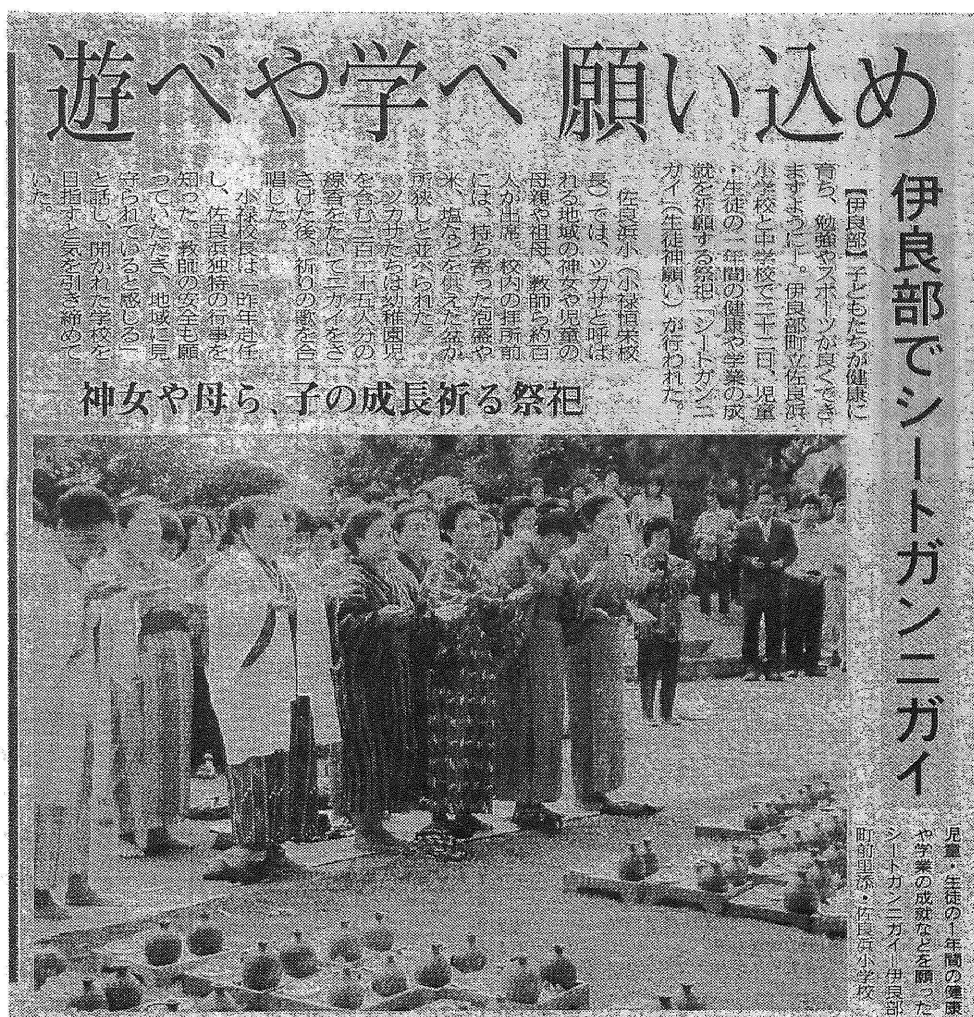 遊べや学べ 願い込め
伊良部でシートガンニガイ
【伊良部】子どもたちが健康に
育ち、勉強やスポーツが良くでき
ますように―。伊良部町立佐良浜
小学校と中学校で二十二日、児童
・生徒の一年間の健康や学業の成
就を祈願する祭祀「シートガンニ
ガイ」(生徒神願い)が行われた。
佐良浜小(小禄恒栄校
長)では、ツカサと呼ば
れる地域の神女や児童の
母親や祖母、教師ら約百
人が出席。校内の拝所前
には、持ち寄った泡盛や
米、塩などを供えた盆が
所狭しと並べられた。
ツカサたちは幼稚園児
を含む二百二十五人分の
線香をたいてニガイをさ
さげた後、祈りの歌を合
唱した。
小禄校長は「昨年赴任
し、佐良浜独特の行事を
知った。教師の安全も願
っていただき、地域に見
守られていると感じる」
と話し、開かれた学校を
目指すと気を引き締めて
いた。
神女や母ら、子の成長祈る祭祀
児童・生徒の1年間の健康
や学業の成就などを願った
シートガンニガイ＝伊良部
町前里添・佐良浜小学校